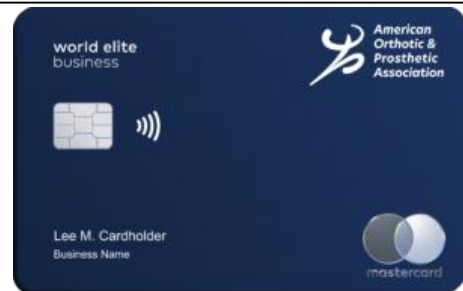 world elite
business
American
Orthotic &
Prosthetic
Association
Lee M. Cardholder
Business Name
mastercard